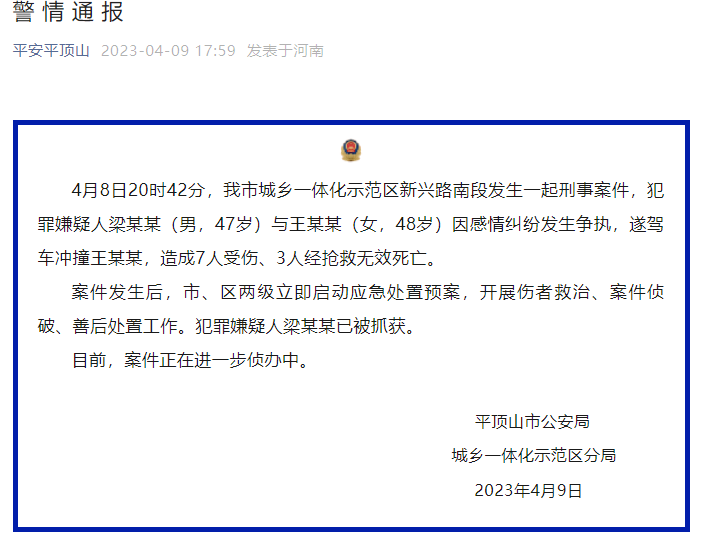 警情通报
平安平顶山 2023-04-09 17:59 发表于河南
4月8日20时42分，我市城乡一体化示范区新兴路南段发生一起刑事案件，犯
罪嫌疑人梁某某（男，47岁）与王某某（女，48岁）因感情纠纷发生争执，遂驾
车冲撞王某某，造成7人受伤、3人经抢救无效死亡。
案件发生后，市、区两级立即启动应急处置预案，开展伤者救治、案件侦
破、善后处置工作。犯罪嫌疑人梁某某已被抓获。
目前，案件正在进一步侦办中。
平顶山市公安局
城乡一体化示范区分局
2023年4月9日